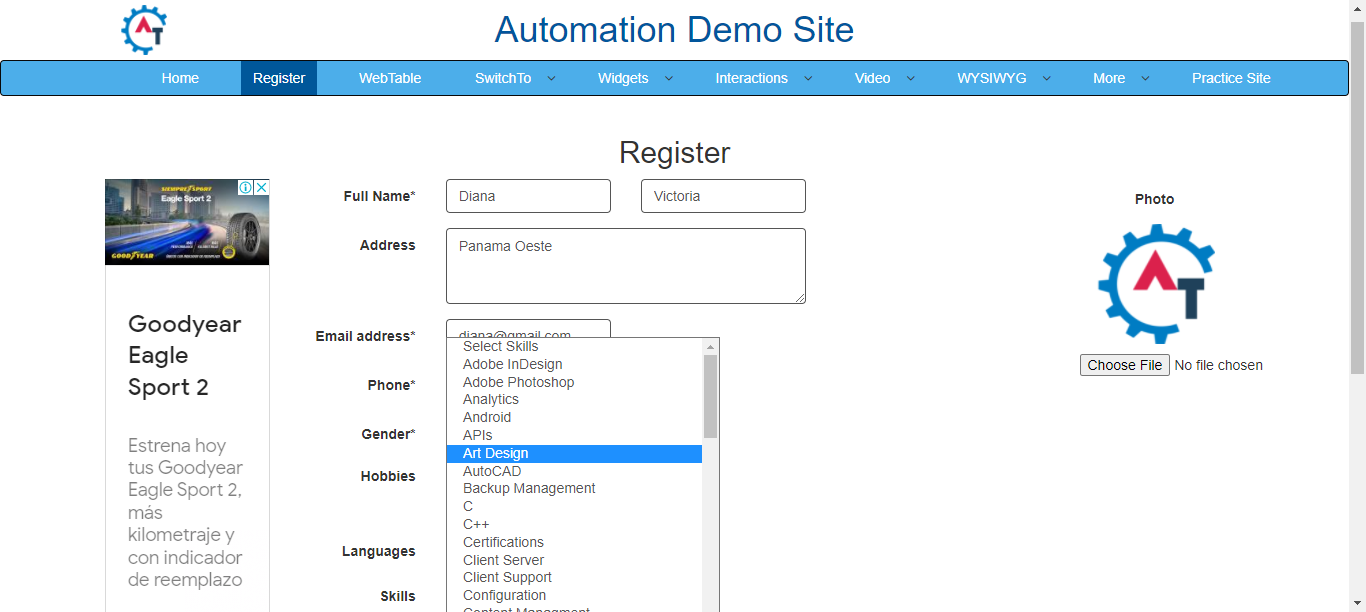 AT
Automation Demo Site
Home Register WebTable SwitchTo Widgets Interactions Video WYSIWYG More Practice Site
Register
SIEMPRE SPORT
Eagle Sport 2
GOODYEAR
Goodyear
Eagle
Sport 2
Estrena hoy
tus Goodyear
Eagle Sport 2,
más
kilometraje y
con indicador
de reemplazo
Full Name* Diana Victoria
Address Panama Oeste
Email address* diana@gmail.com
Phone*
Gender*
Hobbies
Languages
Skills
Select Skills
Adobe InDesign
Adobe Photoshop
Analytics
Android
APIs
Art Design
AutoCAD
Backup Management
C
C++
Certifications
Client Server
Client Support
Configuration
Content Managment
Photo
AT
Choose File No file chosen